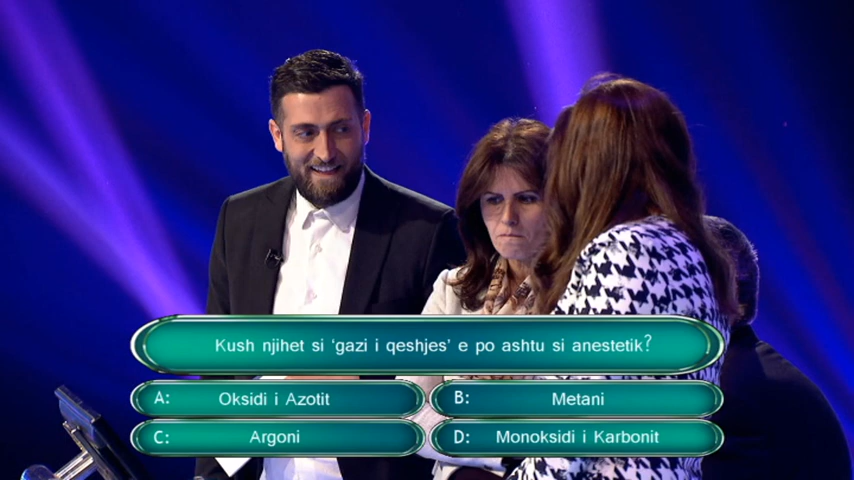 Kush njihet si 'gazi i qeshjes' e po ashtu si anestetik?
A: Oksidi i Azotit
B: Metani
C: Argoni
D: Monoksidi i Karbonit